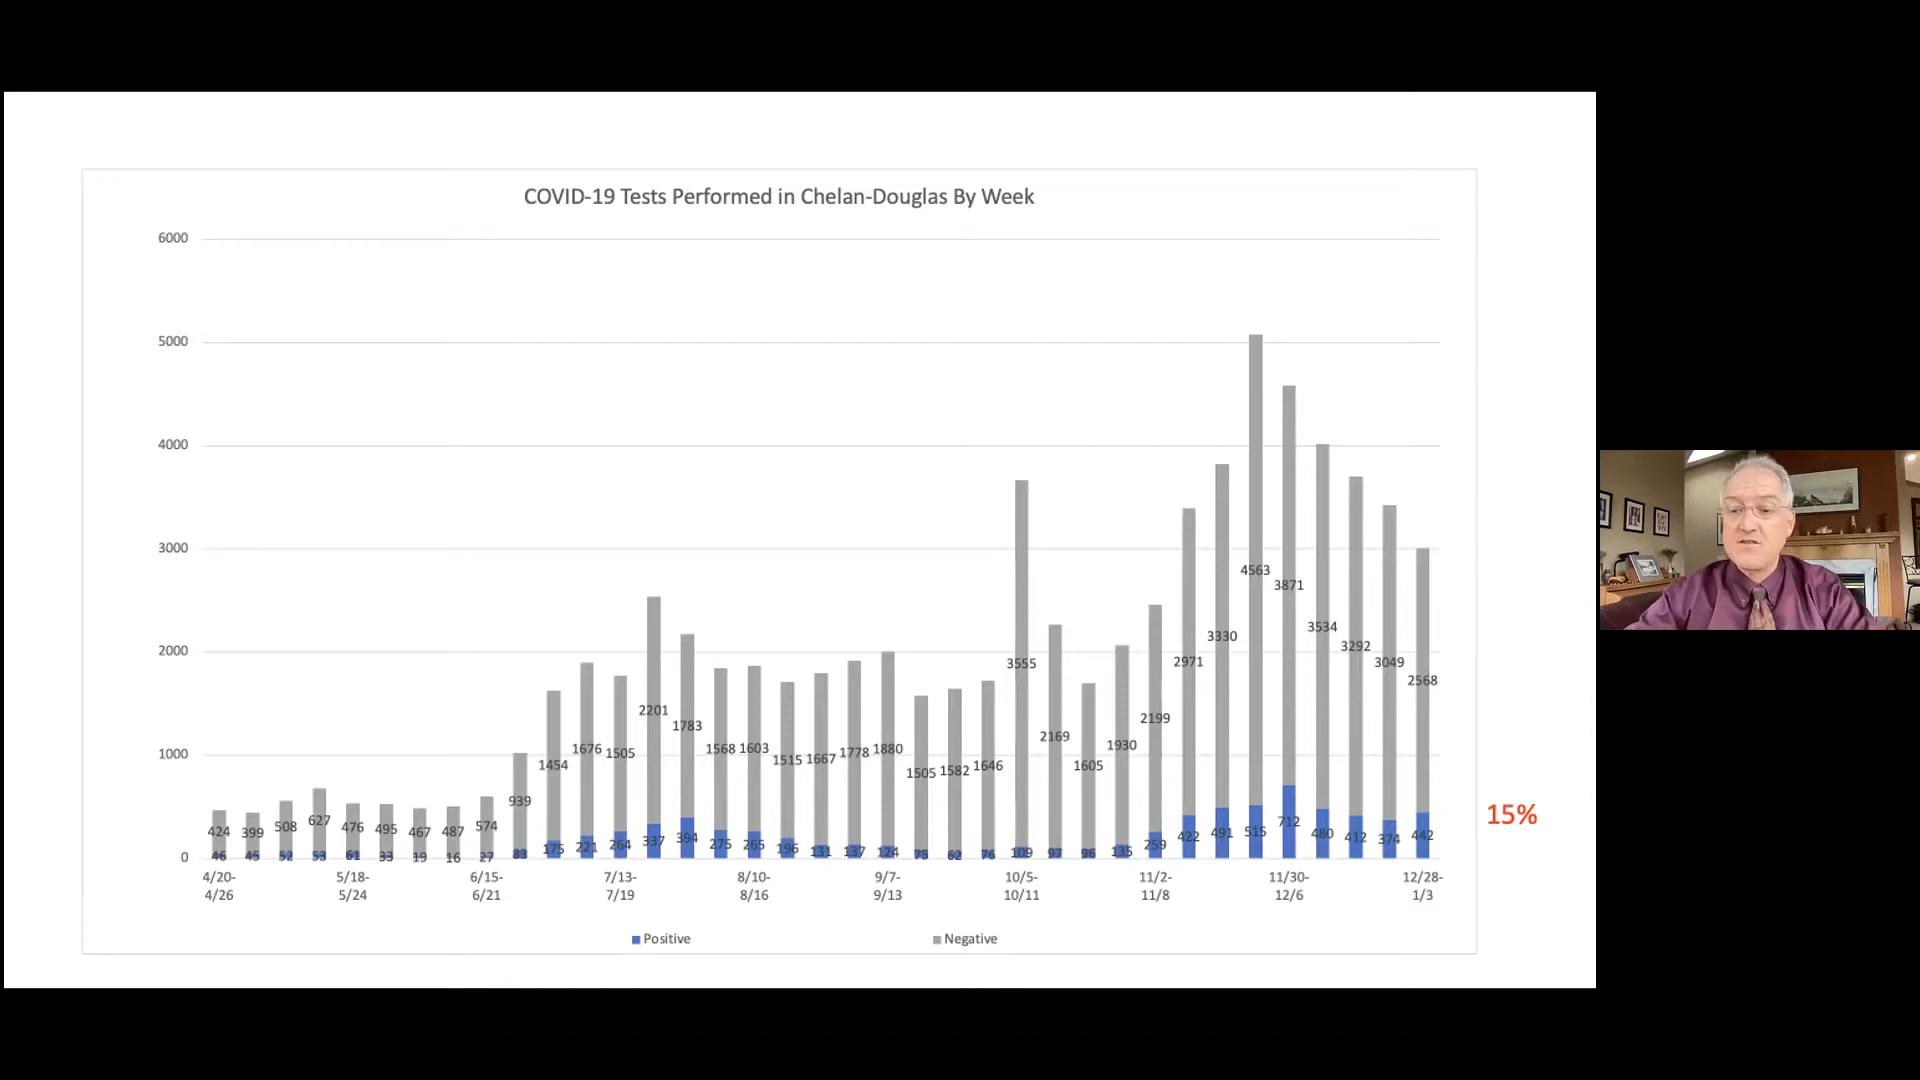 COVID-19 Tests Performed in Chelan-Douglas By Week
6000
5000
4000
3000
2000
1000
0
424 399 508 627 476 495 467 487 574 939 1454 1676 1505 2201 1783 1568 1603 1515 1667 1778 1880 1505 1582 1646 3555 2169 1605 1930 2199 2971 3330 4563 3871 3534 3292 3049 2568
46 45 52 53 61 33 19 16 27 83 175 221 264 337 394 275 265 196 131 137 124 75 62 76 109 97 96 135 259 422 491 515 712 480 412 374 442
15%
4/20- 5/18- 6/15- 7/13- 8/10- 9/7- 10/5- 11/2- 11/30- 12/28-
4/26 5/24 6/21 7/19 8/16 9/13 10/11 11/8 12/6 1/3
Positive Negative